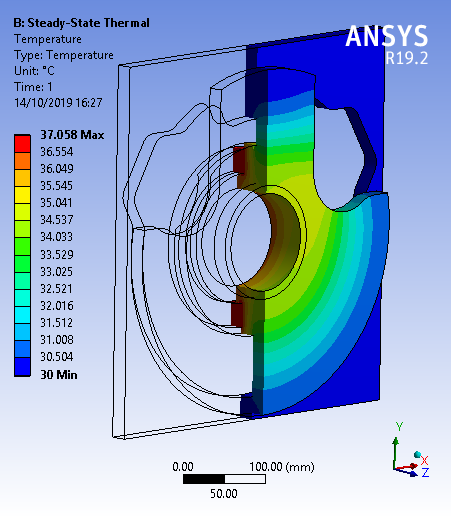 B: Steady-State Thermal
Temperature
Type: Temperature
Unit: °C
Time: 1
14/10/2019 16:27
ANSYS
R19.2
37.058 Max
36.554
36.049
35.545
35.041
34.537
34.033
33.529
33.025
32.521
32.016
31.512
31.008
30.504
30 Min
0.00 100.00 (mm)
50.00
Y
X
Z